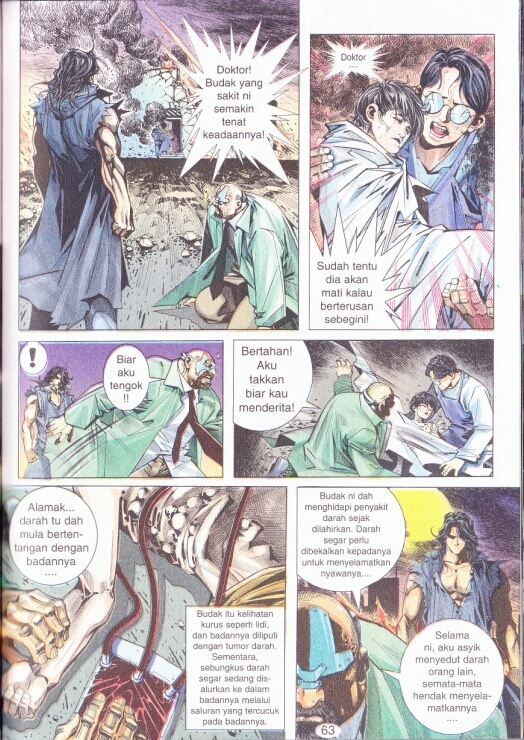 Doktor!
Budak yang
sakit ni
semakin
tenat
keadaannya!
Doktor
....
Sudah tentu
dia akan
mati kalau
berterusan
sebegini!
!
Biar
aku
tengok
!!
Bertahan!
Aku
takkan
biar kau
menderita!
Alamak...
darah tu dah
mula berten-
tangan dengan
badannya
....
Budak itu kelihatan
kurus seperti lidi,
dan badannya diliputi
dengan tumor darah.
Sementara,
sebungkus darah
segar sedang dis-
alurkan ke dalam
badannya melalui
saluran yang tercucuk
pada badannya.
Budak ni dah
menghidapi penyakit
darah sejak
dilahirkan. Darah
segar perlu
dibekalkan kepadanya
untuk menyelamatkan
nyawanya....
Selama
ni, aku asyik
menyedut darah
orang lain,
semata-mata
hendak menyela-
matkannya
....
63